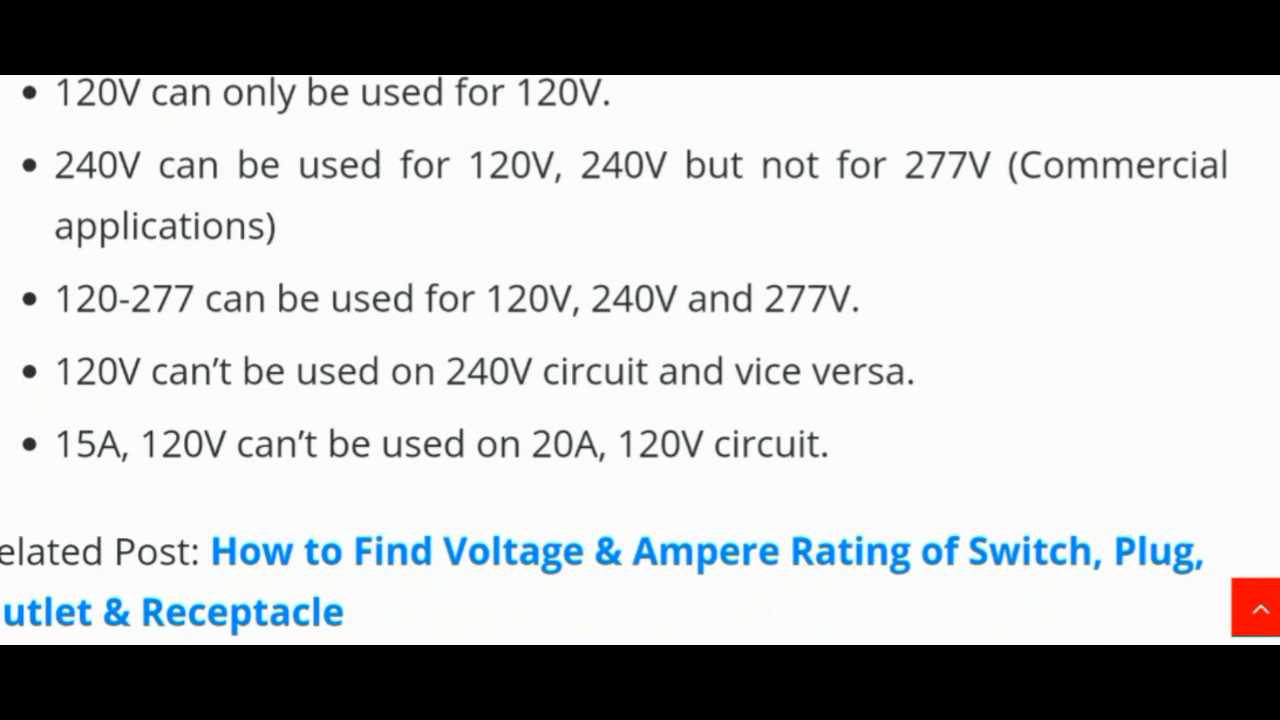 120V can only be used for 120V.
240V can be used for 120V, 240V but not for 277V (Commercial
applications)
120-277 can be used for 120V, 240V and 277V.
120V can’t be used on 240V circuit and vice versa.
15A, 120V can’t be used on 20A, 120V circuit.
elated Post: How to Find Voltage & Ampere Rating of Switch, Plug,
utlet & Receptacle